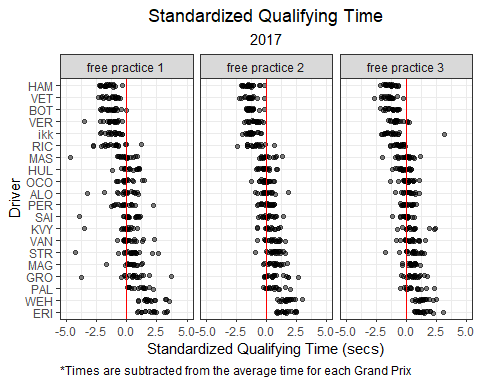 Standardized Qualifying Time
2017
free practice 1 free practice 2 free practice 3
Driver
HAM
VET
BOT
VER
ikk
RIC
MAS
HUL
OCO
ALO
PER
SAI
KVY
VAN
STR
MAG
GRO
PAL
WEH
ERI
-5.0 -2.5 0.0 2.5 5.0 -5.0 -2.5 0.0 2.5 5.0 -5.0 -2.5 0.0 2.5 5.0
Standardized Qualifying Time (secs)
*Times are subtracted from the average time for each Grand Prix